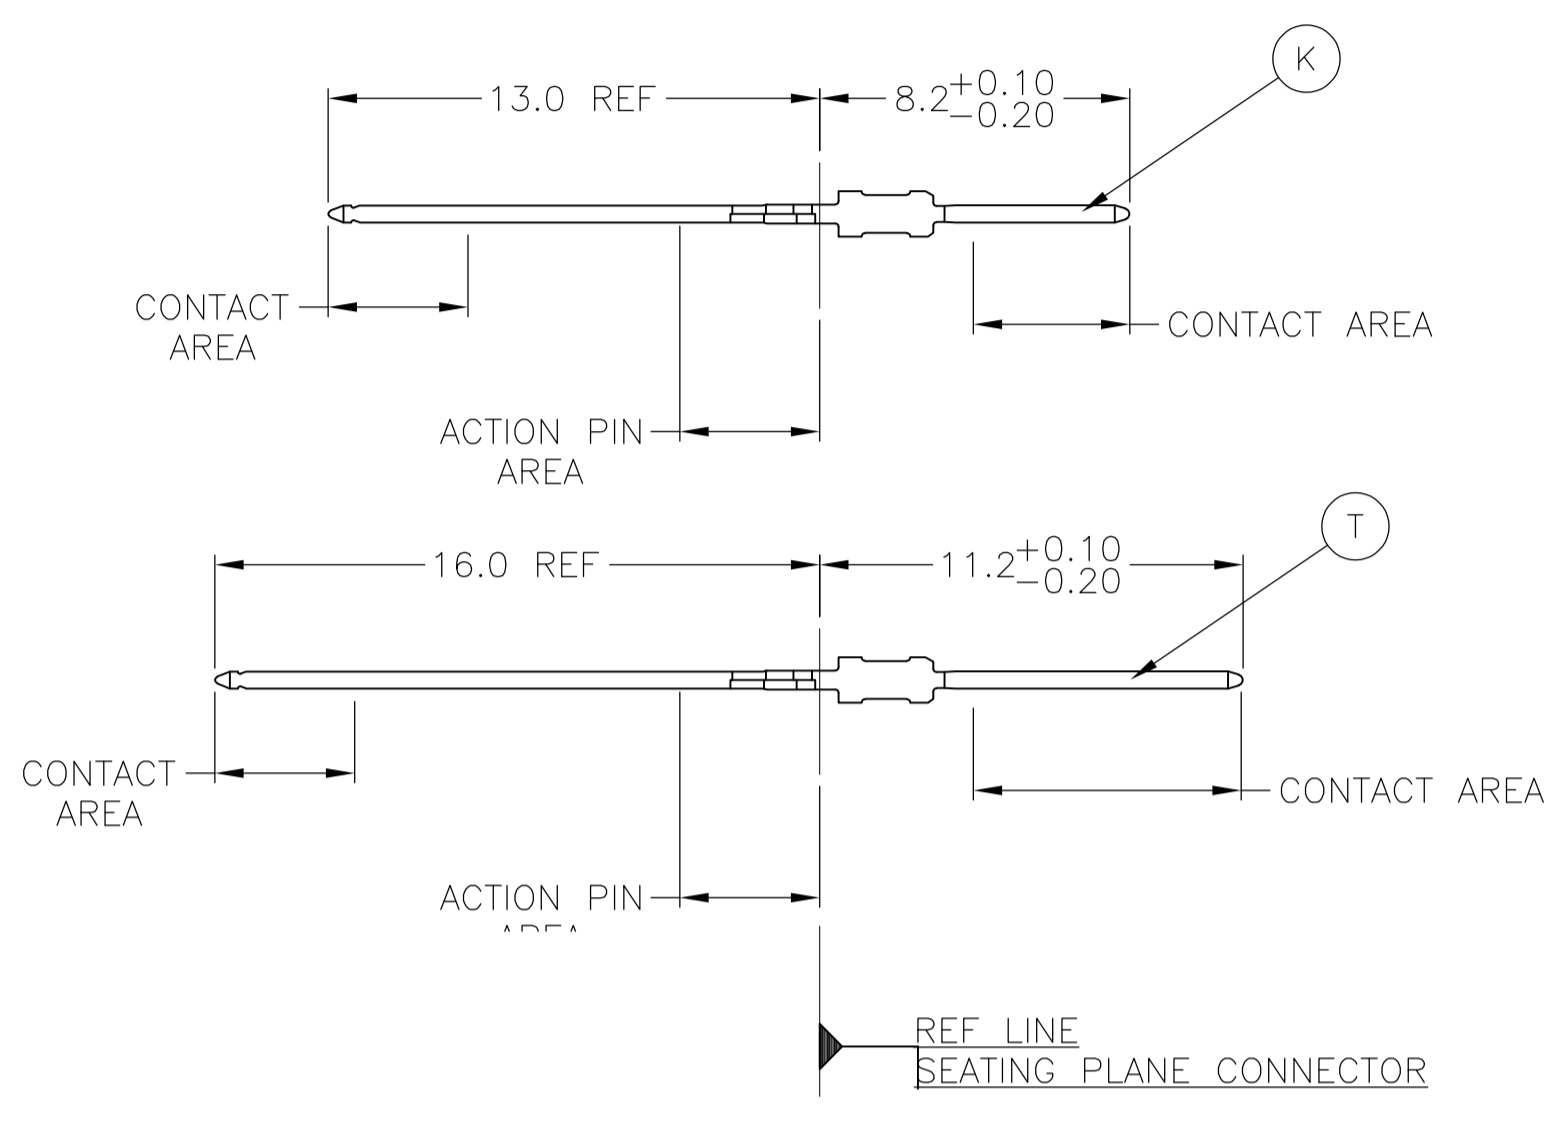 K
13.0 REF
8.2 +0.10
-0.20
CONTACT
AREA
CONTACT AREA
ACTION PIN
AREA
T
16.0 REF
11.2 +0.10
-0.20
CONTACT
AREA
CONTACT AREA
ACTION PIN
REF LINE
SEATING PLANE CONNECTOR